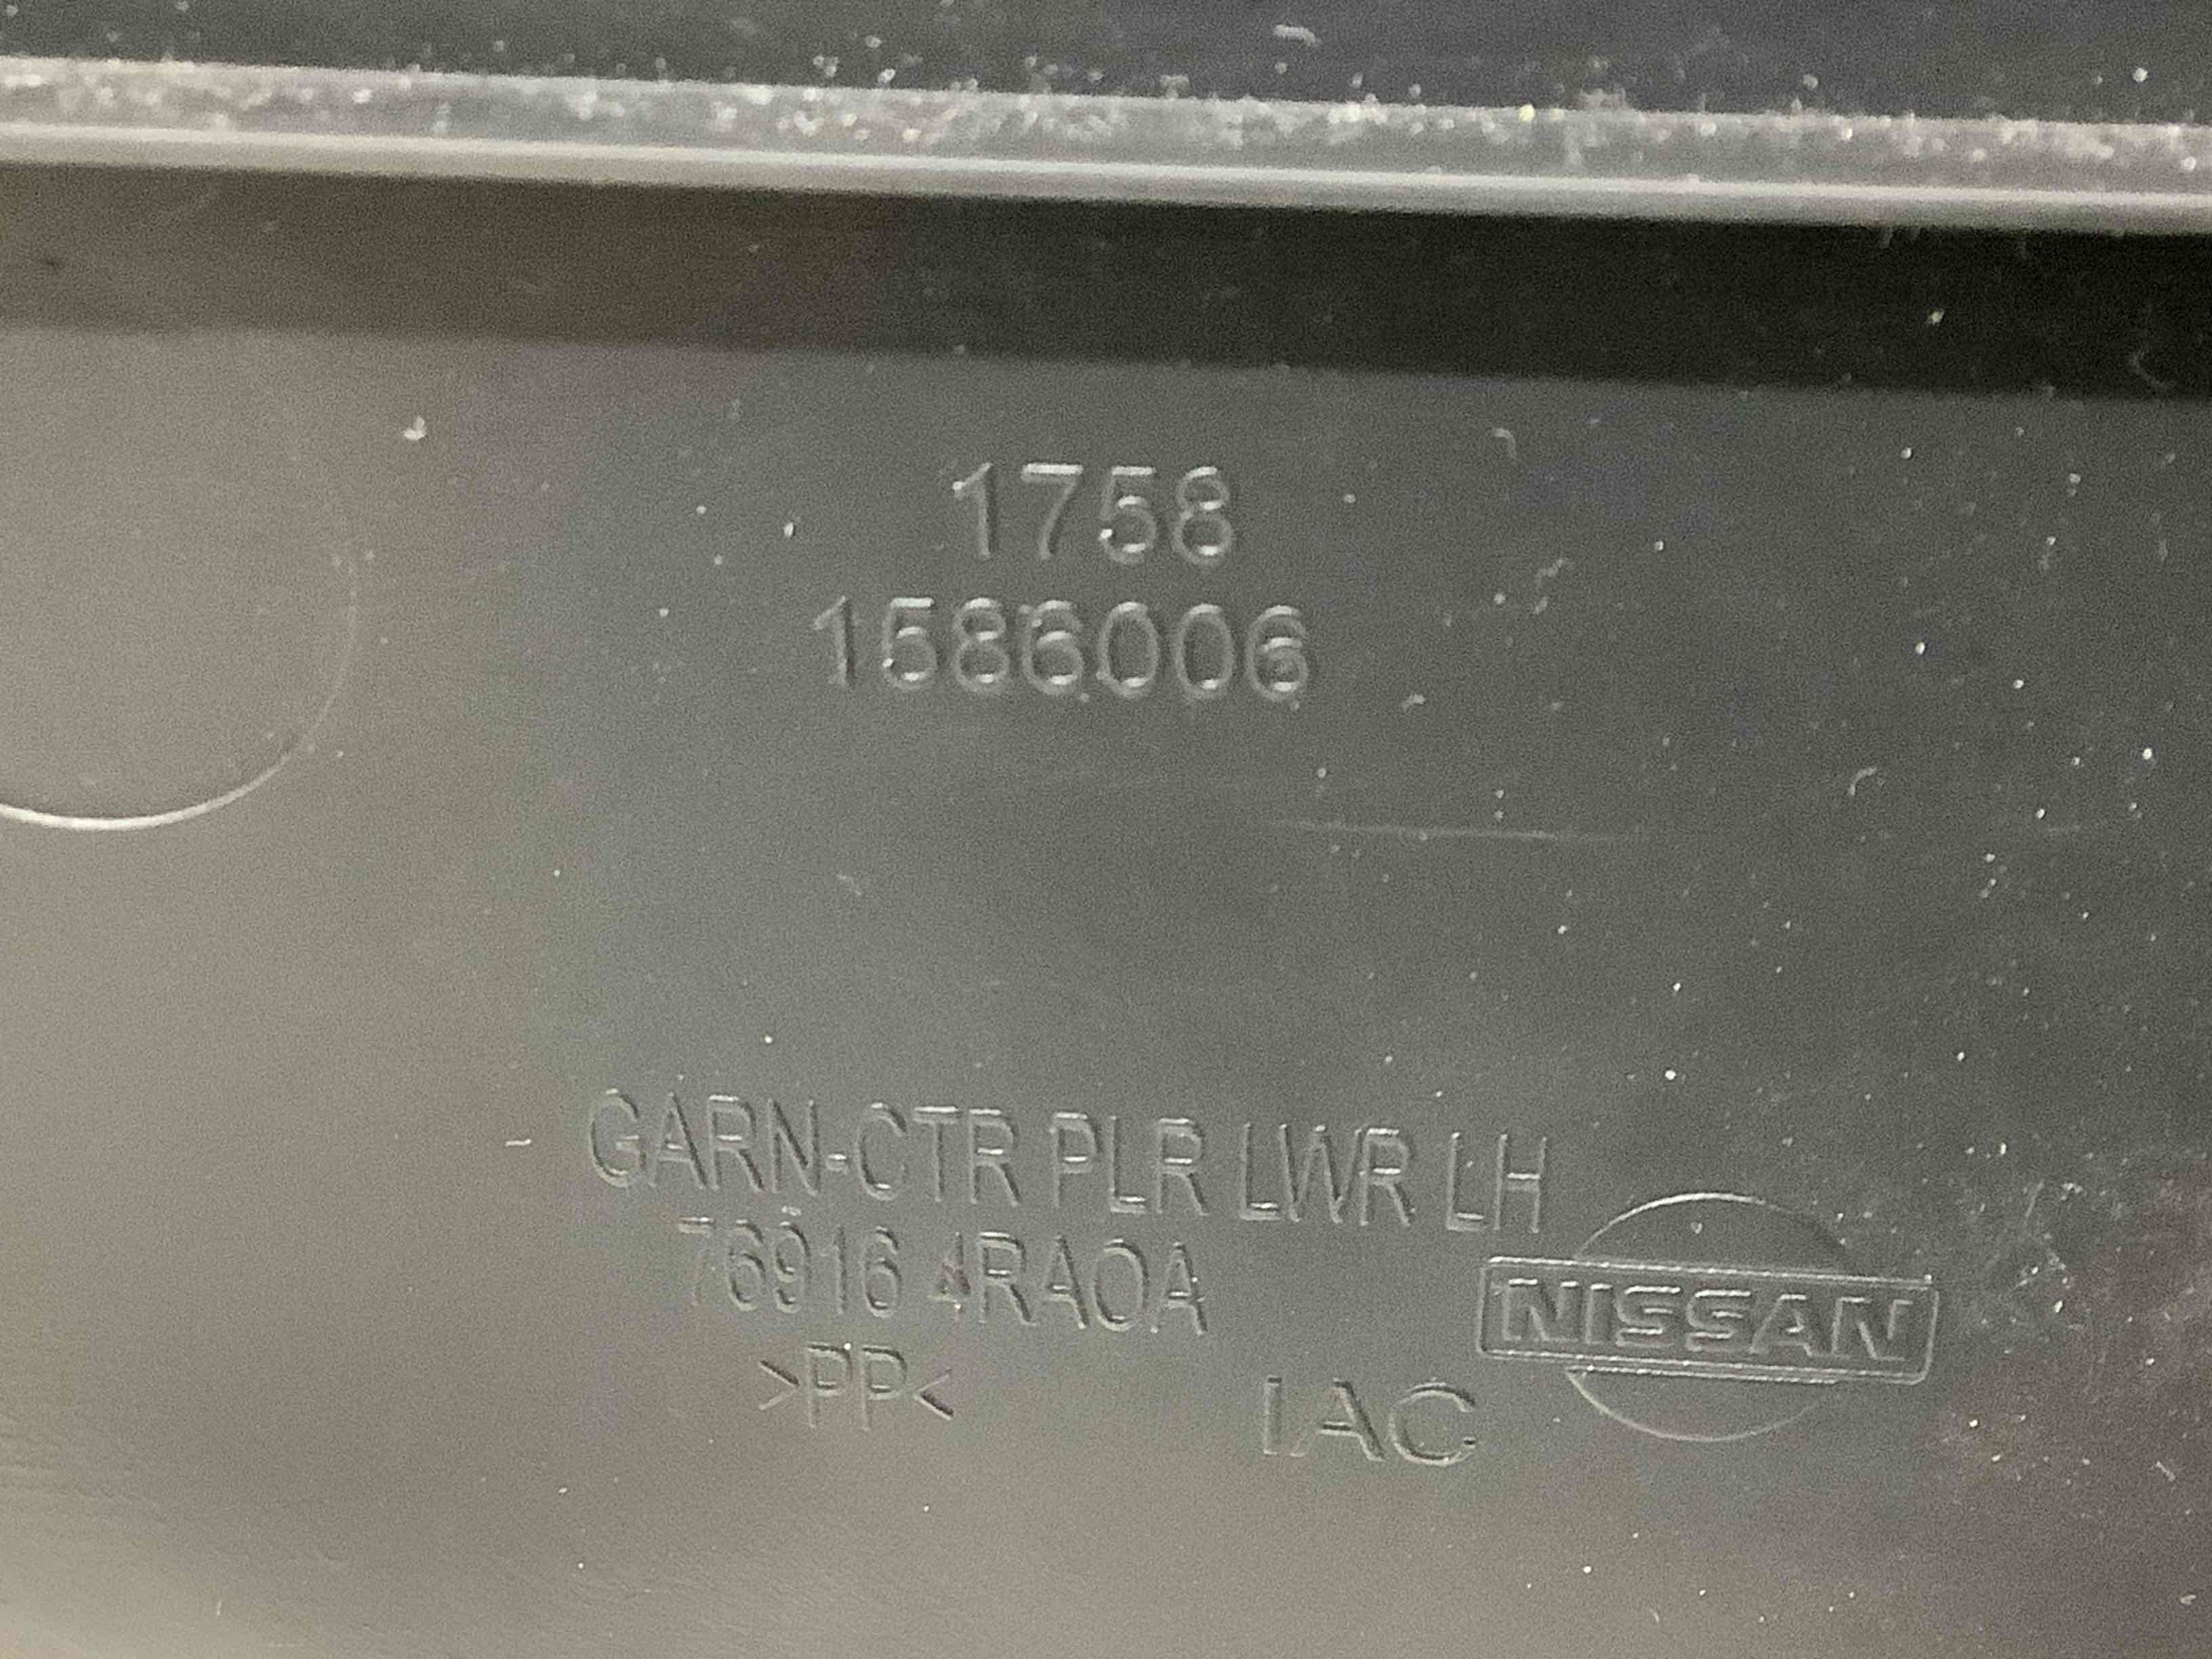 1758
1586006
GARN-CTR PLR LWR LH
76916 4RA0A
>PP<
IAC
NISSAN